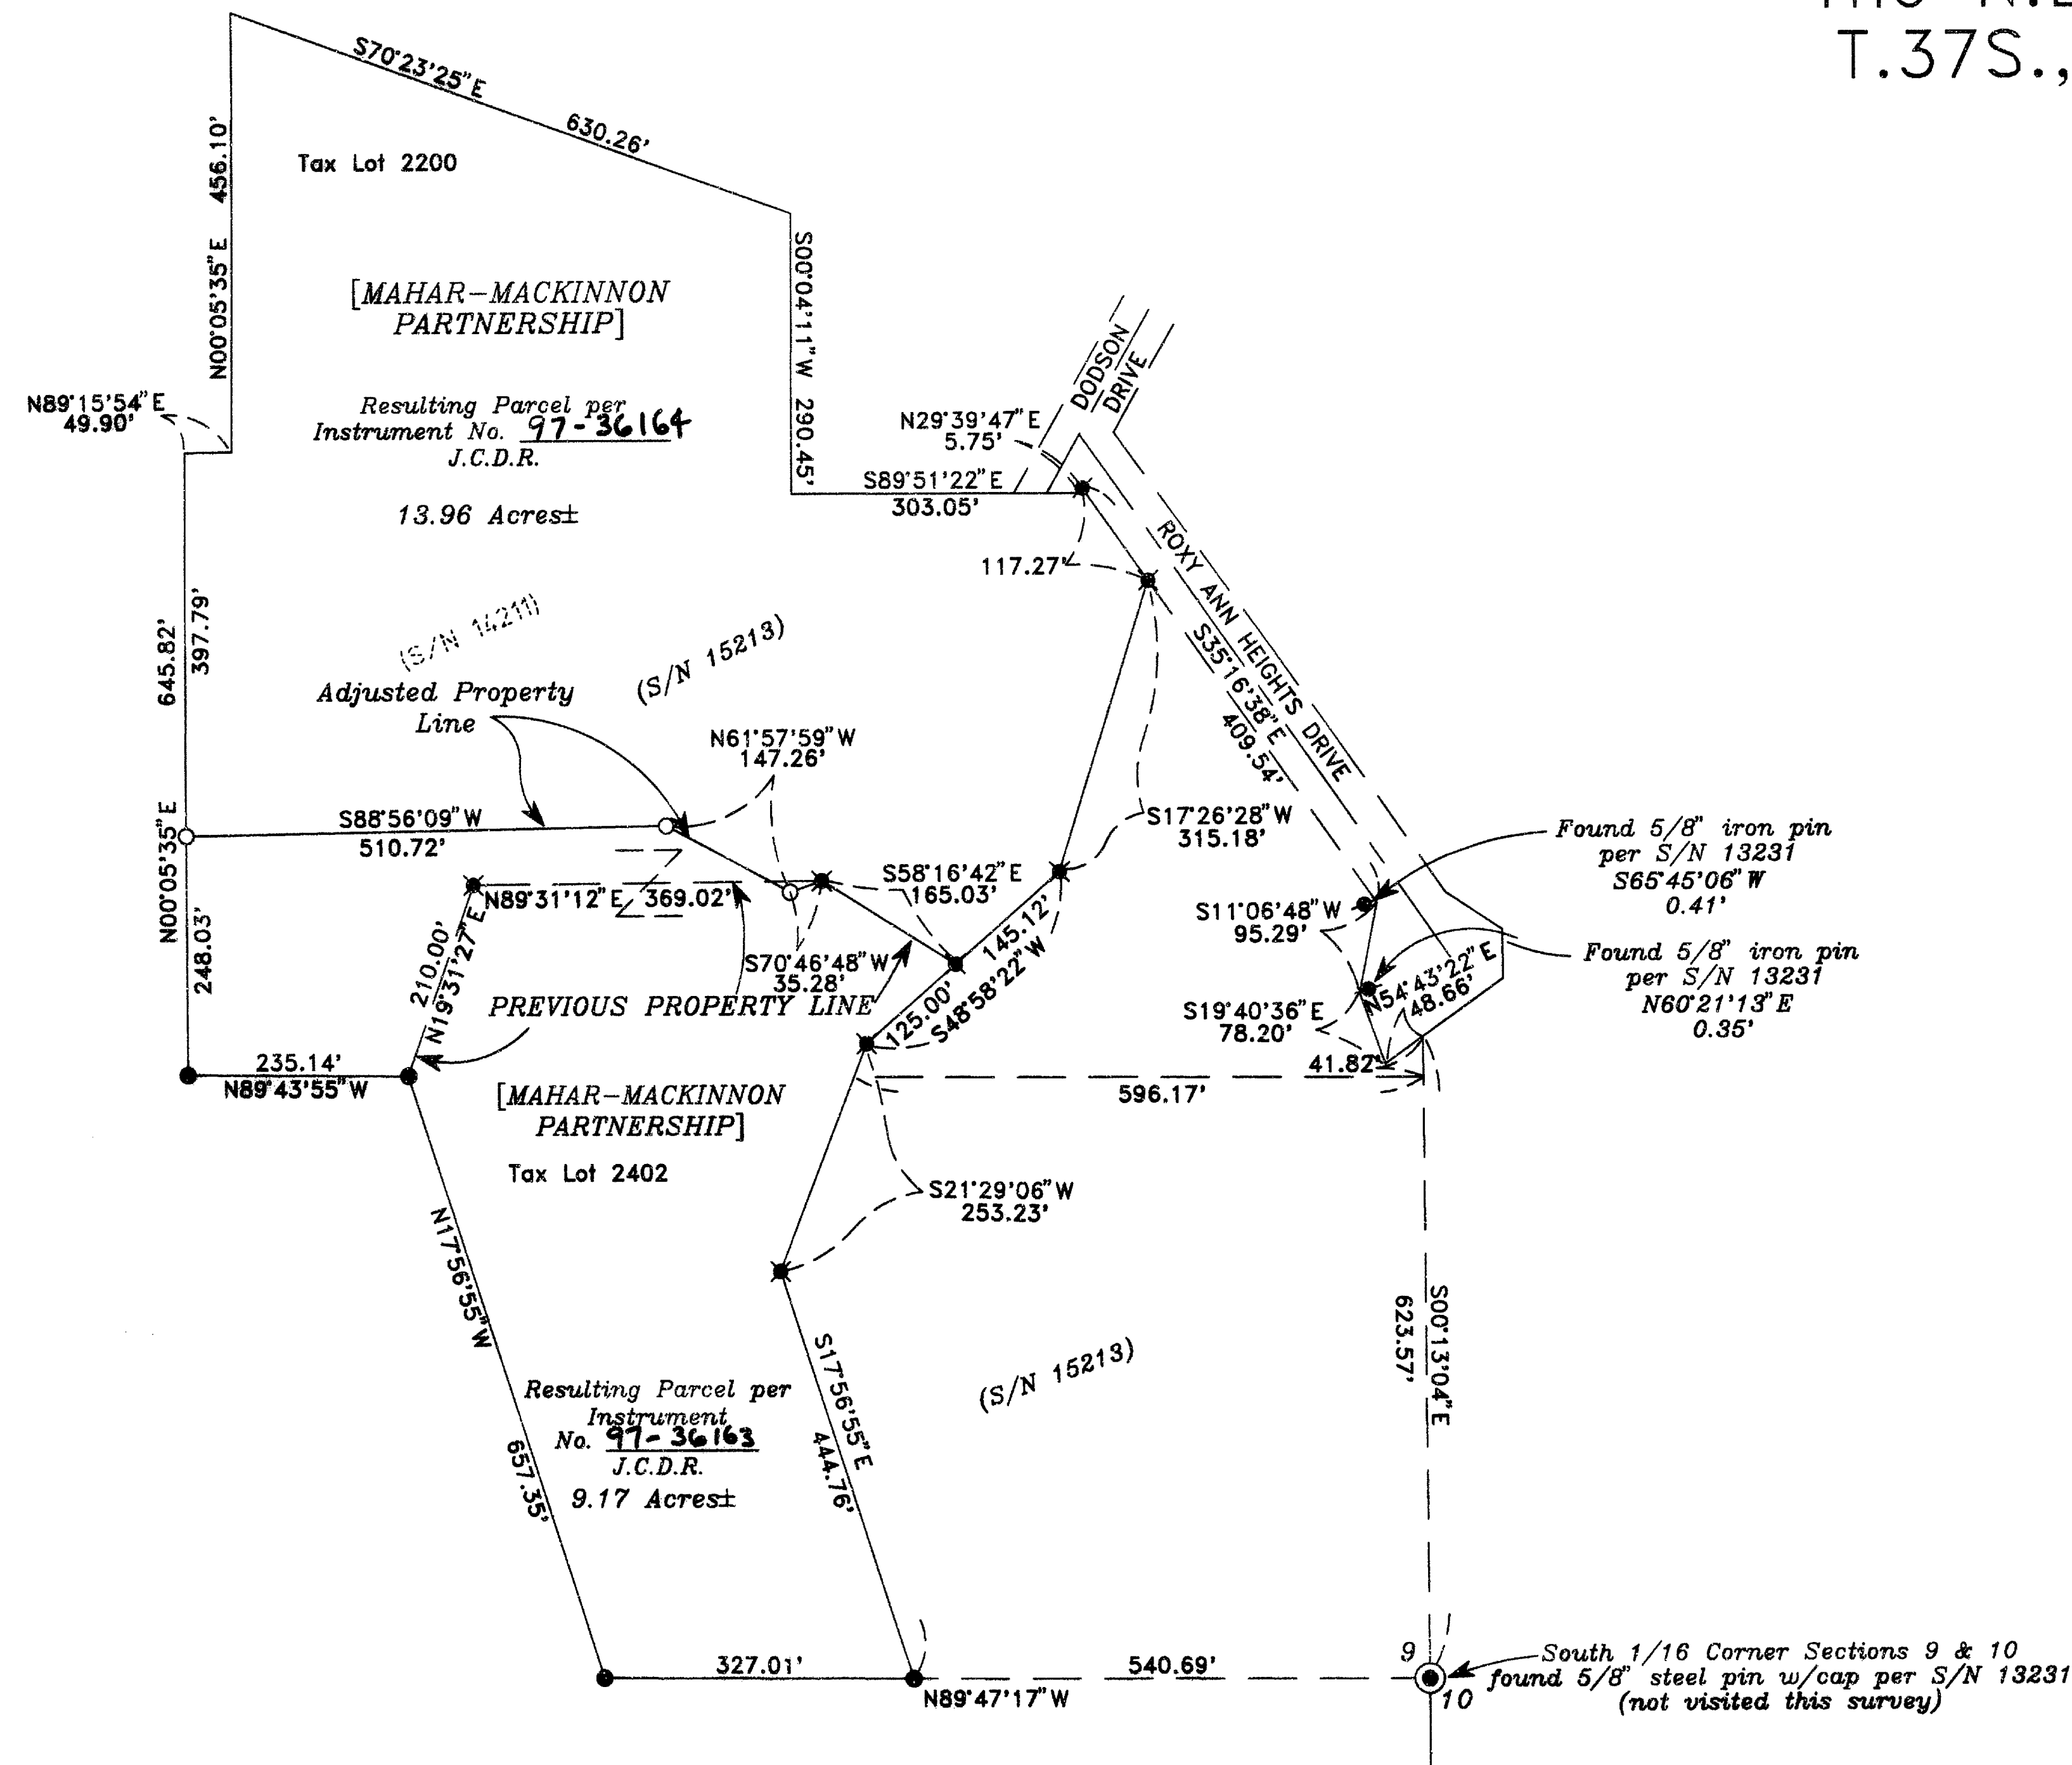 T.37S.,
S70°23'25"E
630.26'
N00°05'35"E 456.10'
Tax Lot 2200
[MAHAR–MACKINNON
PARTNERSHIP]
S00°04'11"W 290.45'
N89°15'54"E
49.90'
Resulting Parcel per
Instrument No. 97-36164
J.C.D.R.
13.96 Acres±
DODSON
DRIVE
N29°39'47"E
5.75'
S89°51'22"E
303.05'
117.27'
ROXY ANN HEIGHTS DRIVE
S35°16'38"E
409.54'
645.82'
397.79'
(S/N 14211)
(S/N 15213)
Adjusted Property
Line
N61°57'59"W
147.26'
S17°26'28"W
315.18'
S88°56'09"W
510.72'
N00°05'35"E
248.03'
N89°31'12"E 369.02'
S58°16'42"E
165.03'
145.12'
S48°58'22"W
125.00'
S70°46'48"W
35.28'
210.00'
N19°31'27"E
PREVIOUS PROPERTY LINE
Found 5/8" iron pin
per S/N 13231
S65°45'06"W
0.41'
S11°06'48"W
95.29'
Found 5/8" iron pin
per S/N 13231
N60°21'13"E
0.35'
N54°43'22"E
48.66'
S19°40'36"E
78.20'
41.82'
596.17'
235.14'
N89°43'55"W
[MAHAR–MACKINNON
PARTNERSHIP]
Tax Lot 2402
S21°29'06"W
253.23'
N17°56'55"W
657.35'
S17°56'55"E
444.76'
S00°13'04"E
623.57'
(S/N 15213)
Resulting Parcel per
Instrument
No. 97-36163
J.C.D.R.
9.17 Acres±
327.01'
540.69'
N89°47'17"W
9
10
South 1/16 Corner Sections 9 & 10
found 5/8" steel pin w/cap per S/N 13231
(not visited this survey)